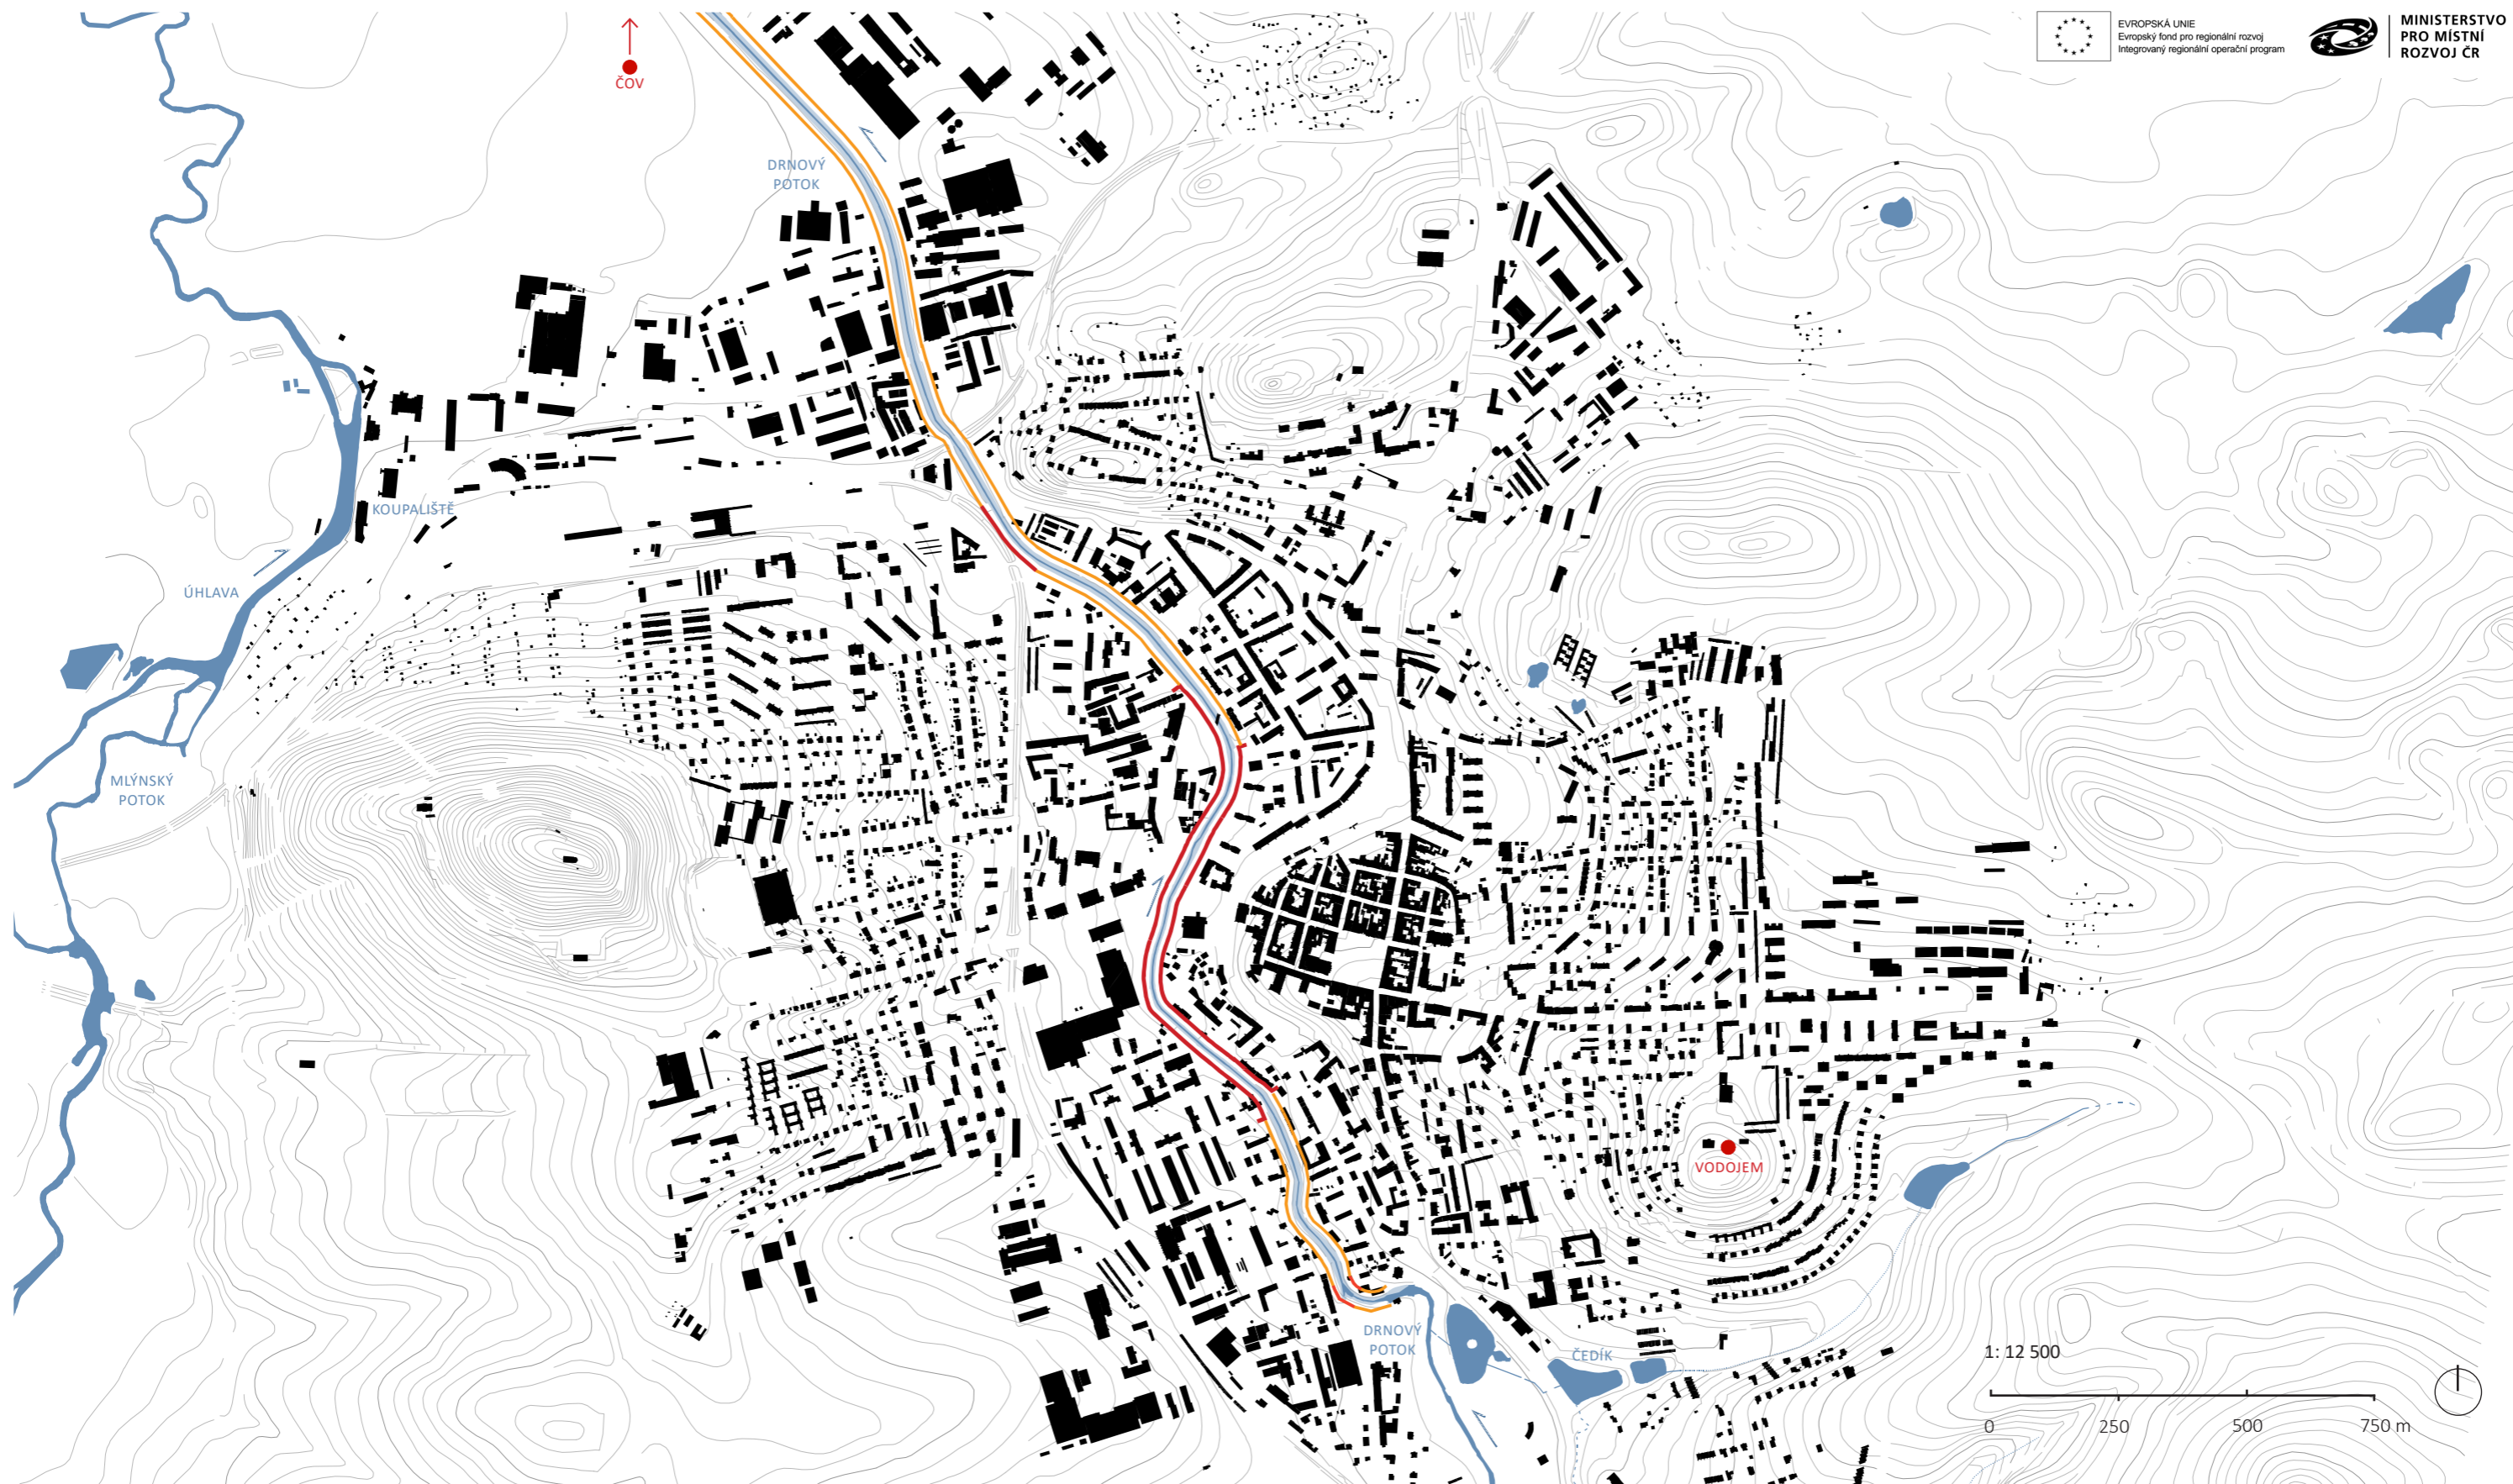 EVROPSKÁ UNIE
Evropský fond pro regionální rozvoj
Integrovaný regionální operační program
MINISTERSTVO
PRO MÍSTNÍ
ROZVOJ ČR
ČOV
DRNOVÝ
POTOK
KOUPALIŠTĚ
ÚHLAVA
MLÝNSKÝ
POTOK
VODOJEM
DRNOVÝ
POTOK
ČEDÍK
1: 12 500
0 250 500 750 m